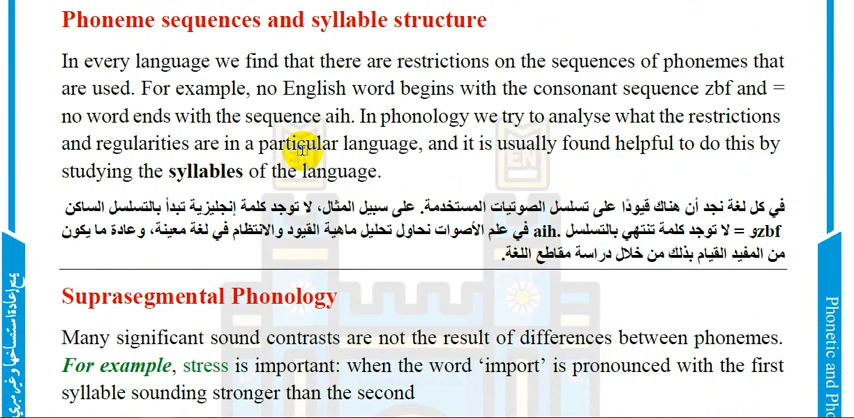 Phoneme sequences and syllable structure
In every language we find that there are restrictions on the sequences of phonemes that
are used. For example, no English word begins with the consonant sequence zbf and =
no word ends with the sequence aih. In phonology we try to analyse what the restrictions
and regularities are in a particular language, and it is usually found helpful to do this by
studying the syllables of the language.
في كل لغة نجد أن هناك قيودًا على تسلسل الصوتيات المستخدمة. على سبيل المثال، لا توجد كلمة إنجليزية تبدأ بالتسلسل الساكن
zbfو = لا توجد كلمة تنتهي بالتسلسل .aih في علم الأصوات نحاول تحليل ماهية القيود والانتظام في لغة معينة، وعادة ما يكون
من المفيد القيام بذلك من خلال دراسة مقاطع اللغة.
Suprasegmental Phonology
Many significant sound contrasts are not the result of differences between phonemes.
For example, stress is important: when the word ‘import’ is pronounced with the first
syllable sounding stronger than the second
EN
Phonetic and Pho